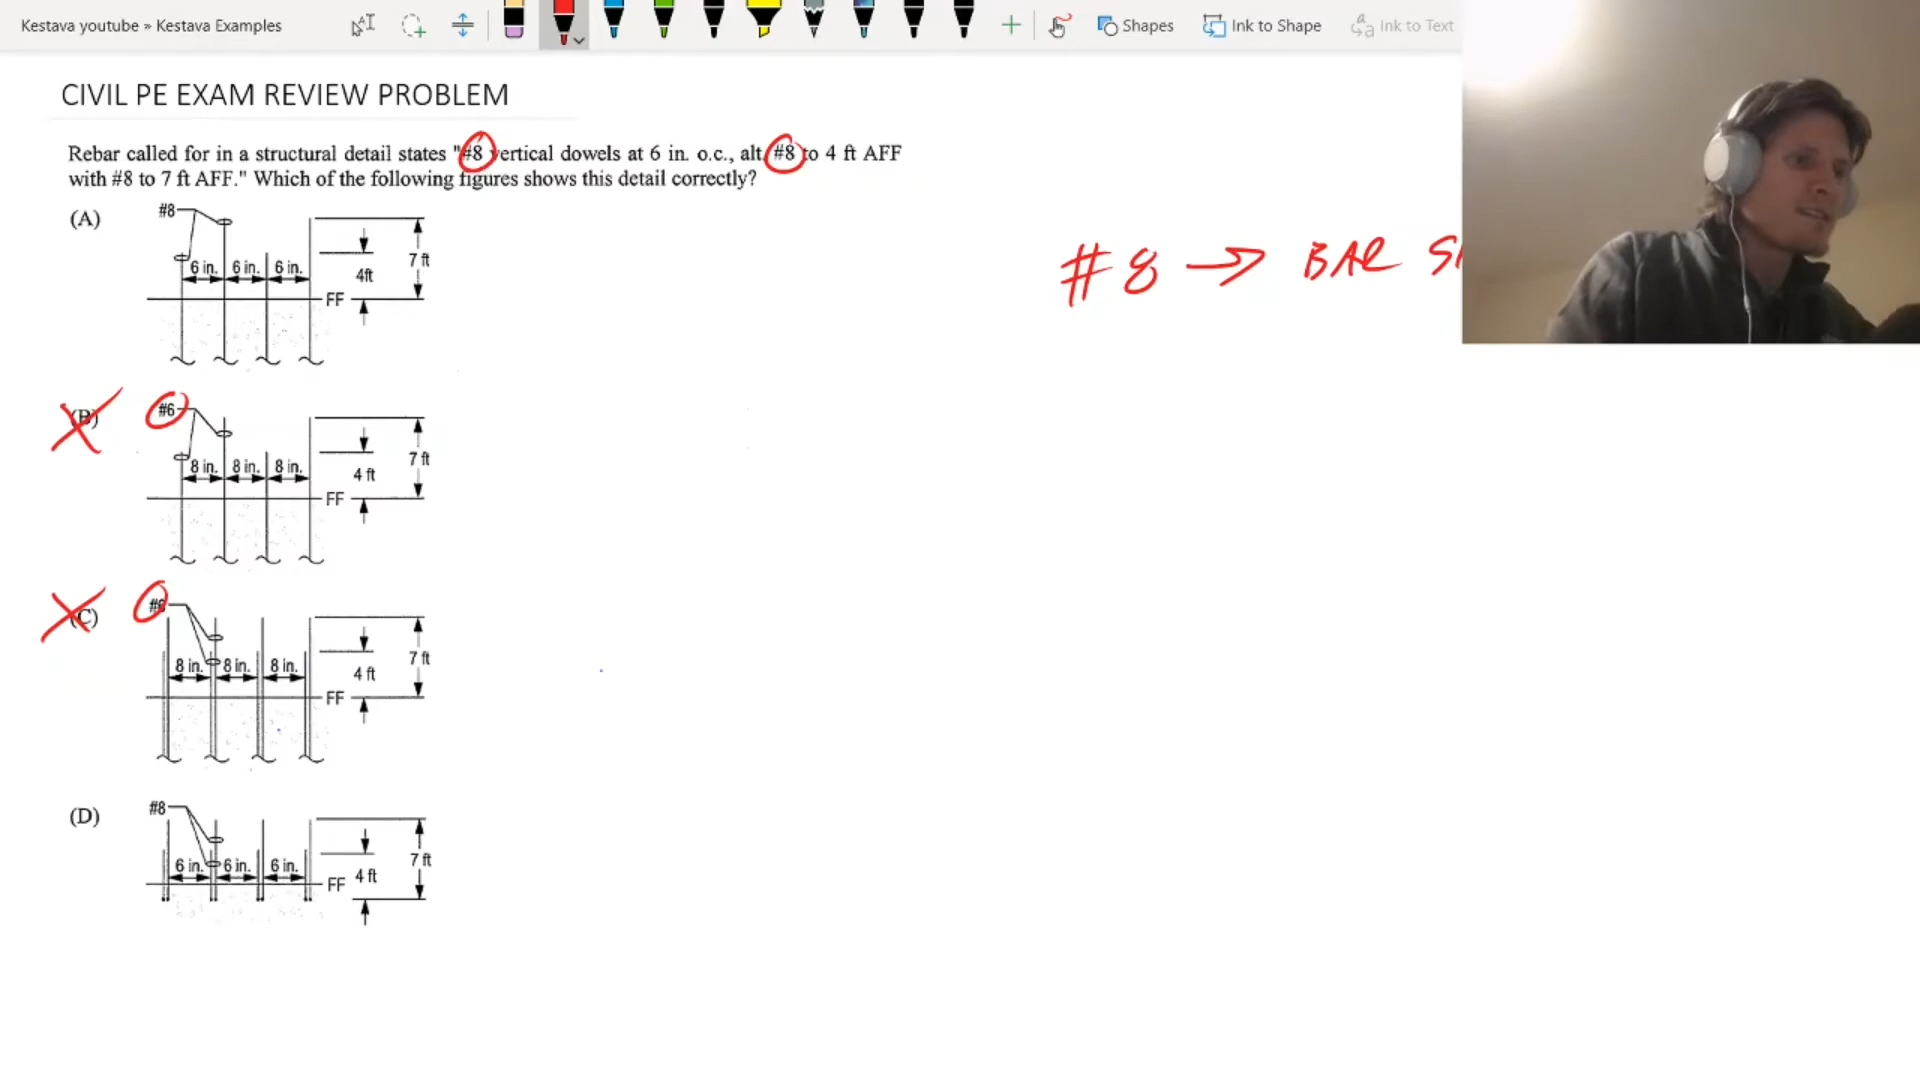 Kestava youtube » Kestava Examples
Shapes
Ink to Shape
Ink to Text
CIVIL PE EXAM REVIEW PROBLEM
Rebar called for in a structural detail states "#8 vertical dowels at 6 in. o.c., alt. #8 to 4 ft AFF
with #8 to 7 ft AFF." Which of the following figures shows this detail correctly?
(A)
#8
6 in. 6 in. 6 in.
4ft
7 ft
FF
#8 → BAR
(B)
#6
8 in. 8 in. 8 in.
4 ft
7 ft
FF
(C)
8 in. 8 in. 8 in.
4 ft
7 ft
FF
(D)
#8
6 in. 6 in. 6 in.
4 ft
7 ft
FF